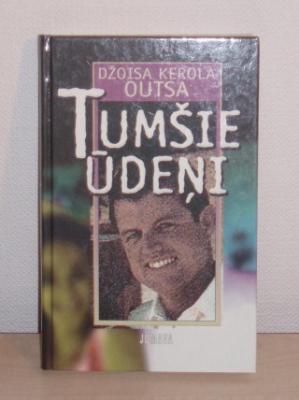 DŽOISA KEROLA
OUTSA
TUMŠIE
ŪDEŅI